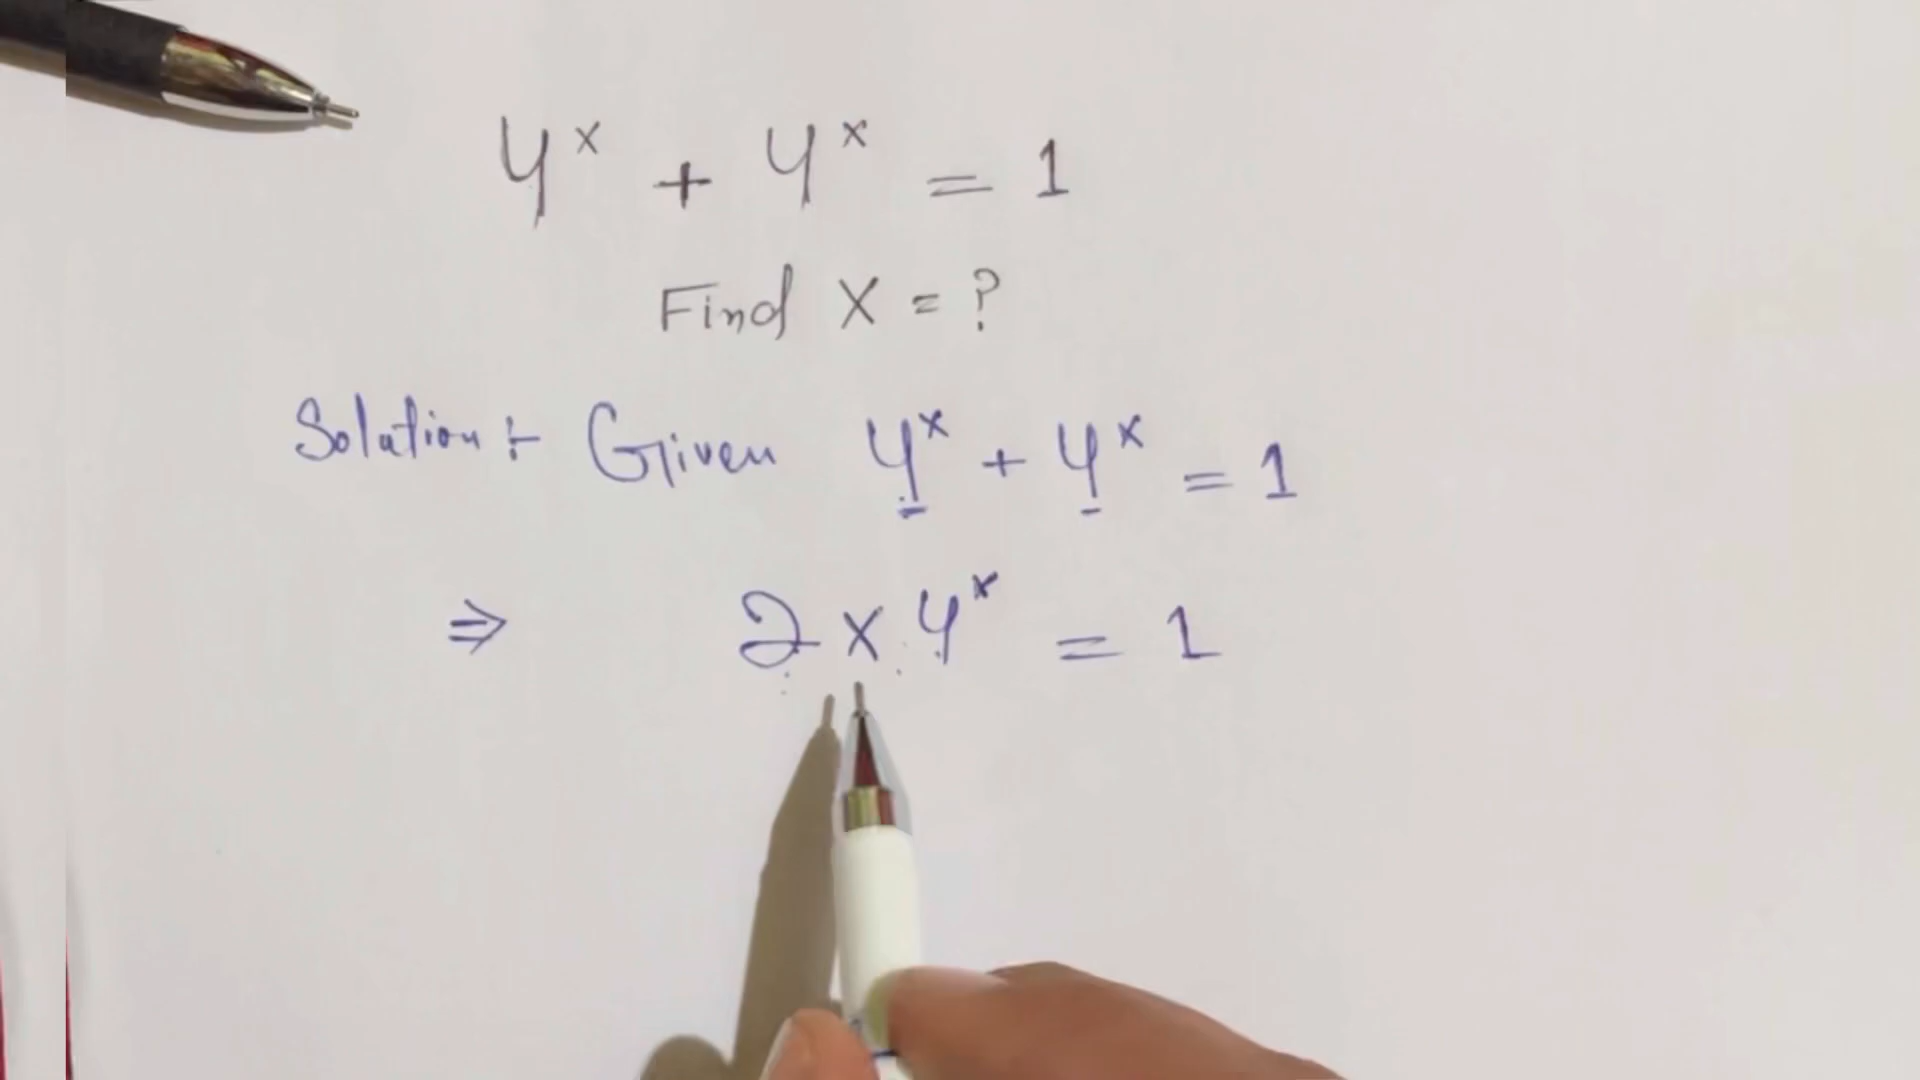 4ˣ + 4ˣ = 1
Find x = ?
Solution :- Given 4ˣ + 4ˣ = 1
⇒ 2 × 4ˣ = 1